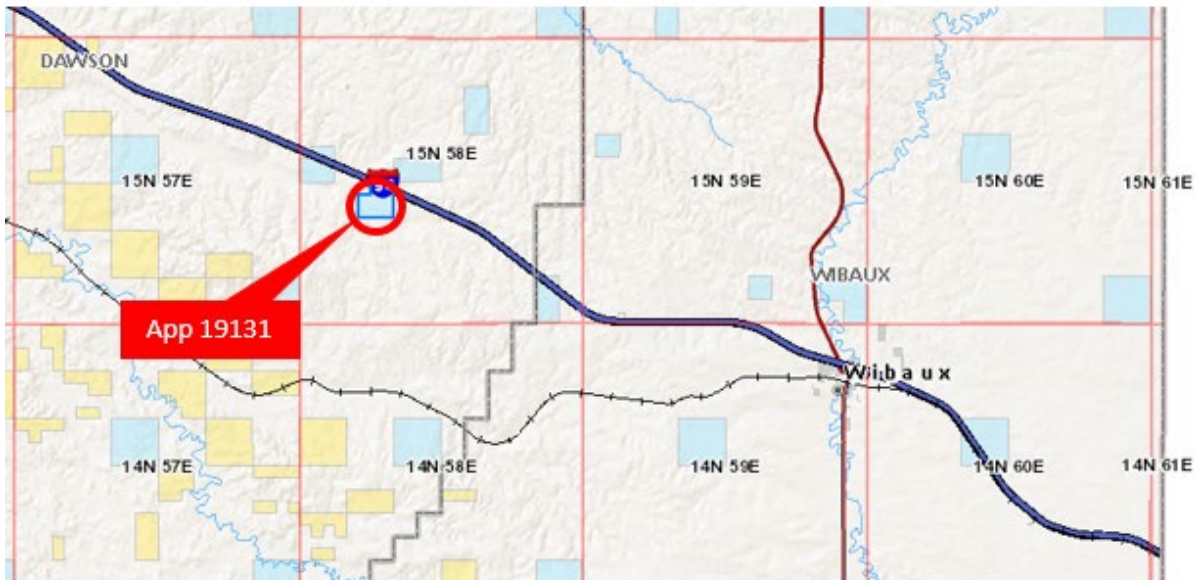 DAWSON
15N 58E
15N 57E
15N 59E
15N 60E
15N 61E
WIBAUX
App 19131
Wibaux
14N 57E
14N 58E
14N 59E
14N 60E
14N 61E